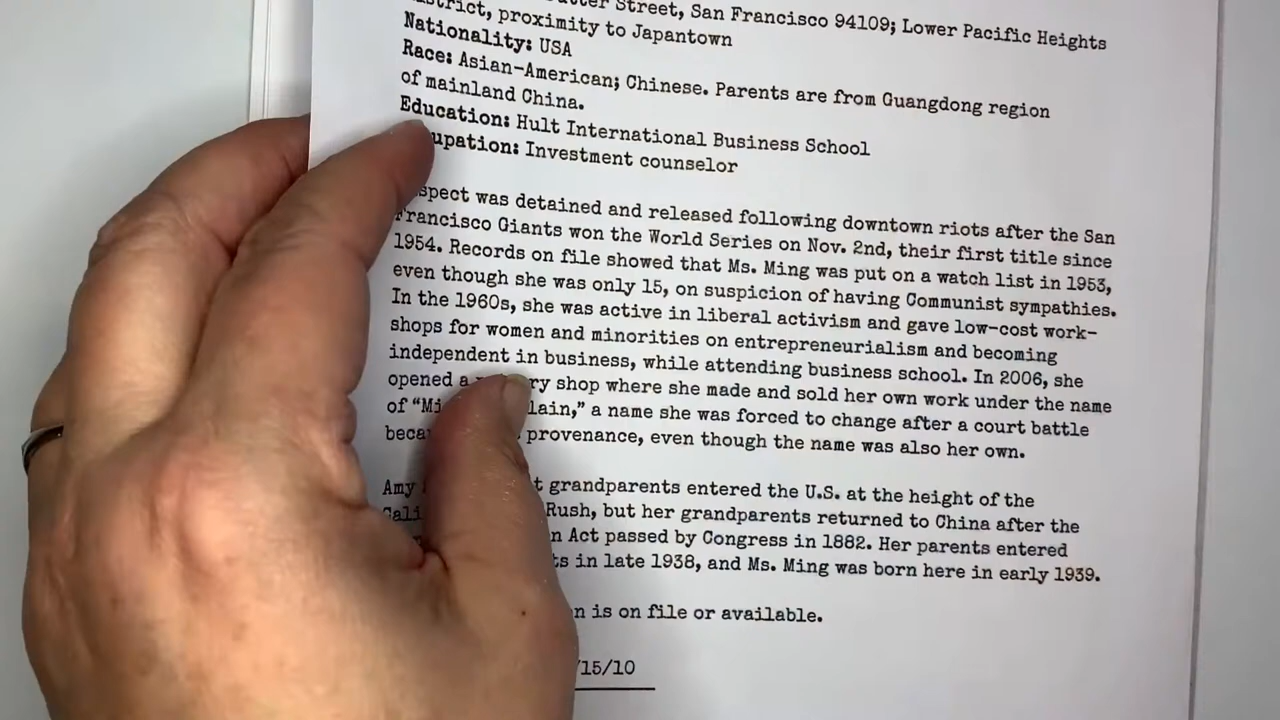 Street, San Francisco 94109; Lower Pacific Heights
proximity to Japantown
Nationality: USA
Race: Asian-American; Chinese. Parents are from Guangdong region
of mainland China.
Education: Hult International Business School
Investment counselor
was detained and released following downtown riots after the San
Francisco Giants won the World Series on Nov. 2nd, their first title since
1954. Records on file showed that Ms. Ming was put on a watch list in 1953,
even though she was only 15, on suspicion of having Communist sympathies.
In the 1960s, she was active in liberal activism and gave low-cost work-
shops for women and minorities on entrepreneurialism and becoming
independent in business, while attending business school. In 2006, she
opened a shop where she made and sold her own work under the name
of a name she was forced to change after a court battle
provenance, even though the name was also her own.
Amy grandparents entered the U.S. at the height of the
Rush, but her grandparents returned to China after the
Act passed by Congress in 1882. Her parents entered
in late 1938, and Ms. Ming was born here in early 1939.
is on file or available.
/15/10